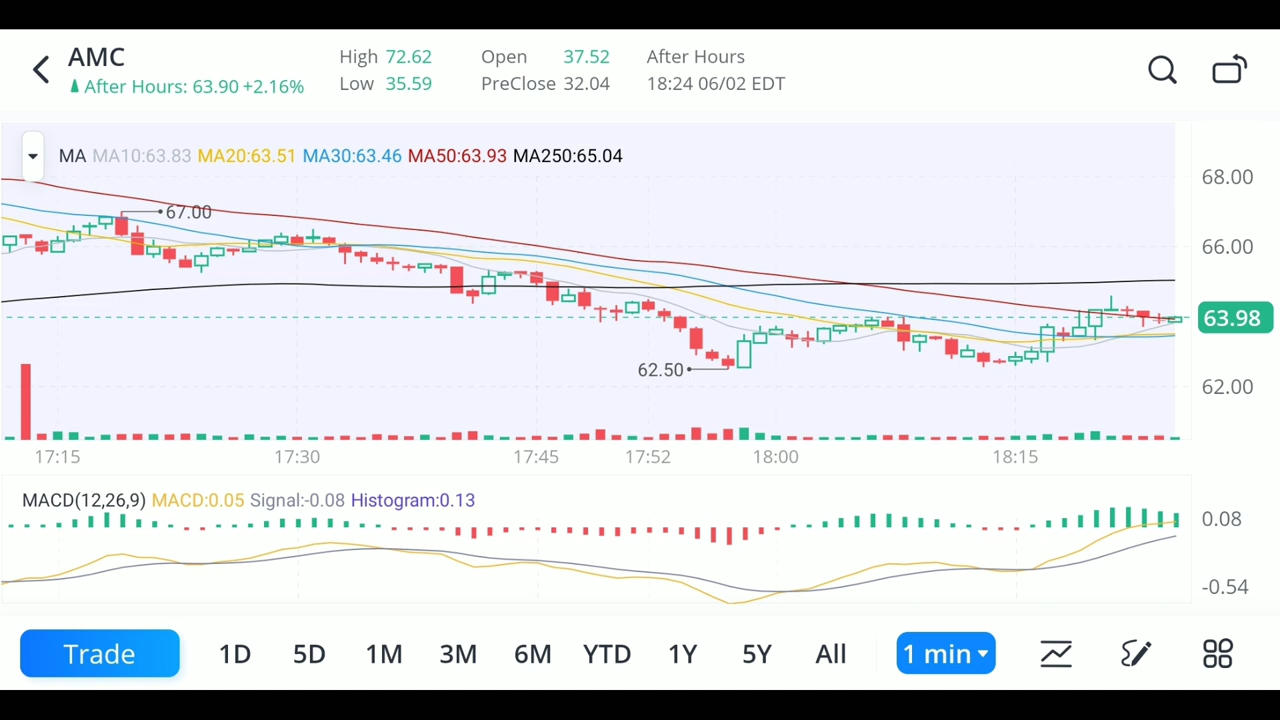 AMC
After Hours: 63.90 +2.16%
High 72.62 Open 37.52 After Hours
Low 35.59 PreClose 32.04 18:24 06/02 EDT
MA MA10:63.83 MA20:63.51 MA30:63.46 MA50:63.93 MA250:65.04
68.00
67.00
66.00
63.98
62.50
62.00
17:15 17:30 17:45 17:52 18:00 18:15
MACD(12,26,9) MACD:0.05 Signal:-0.08 Histogram:0.13
0.08
-0.54
Trade 1D 5D 1M 3M 6M YTD 1Y 5Y All 1 min